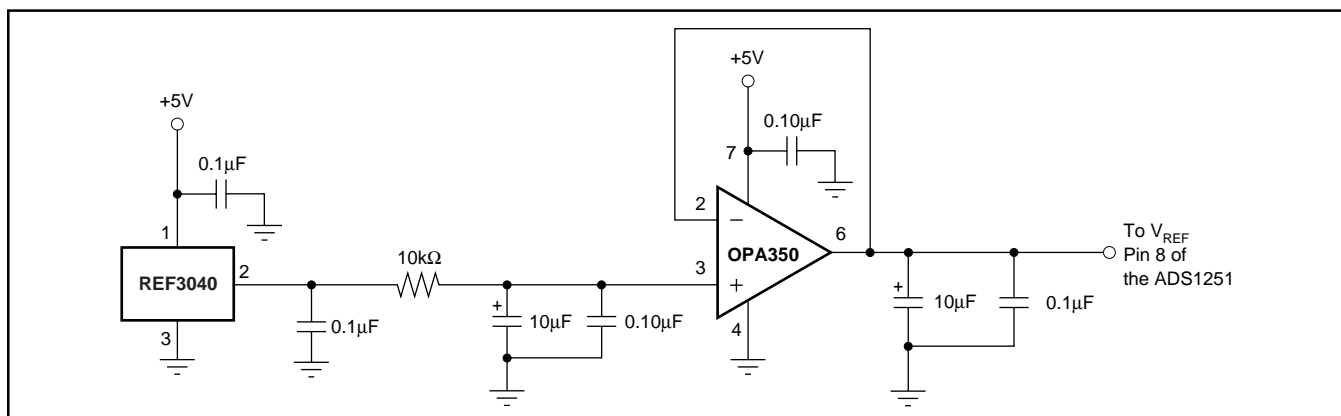 +5V
0.1µF
1
REF3040
2
3
0.1µF
10kΩ
+
10µF
0.10µF
+5V
0.10µF
7
2
−
OPA350
3
+
4
6
+
10µF
0.1µF
To VREF
Pin 8 of
the ADS1251